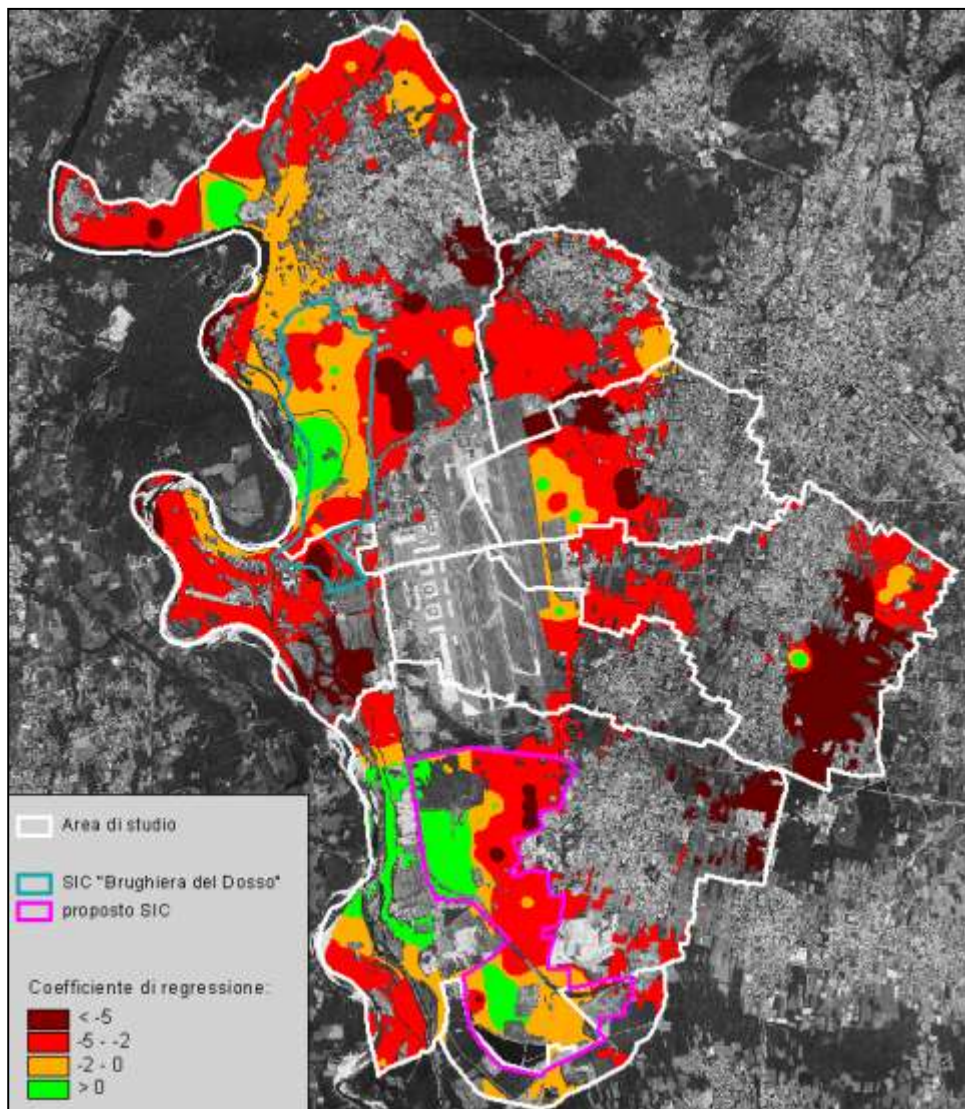 Area di studio
SIC "Brughiera del Dosso"
proposto SIC
Coefficiente di regressione:
< -5
-5 - -2
-2 - 0
> 0